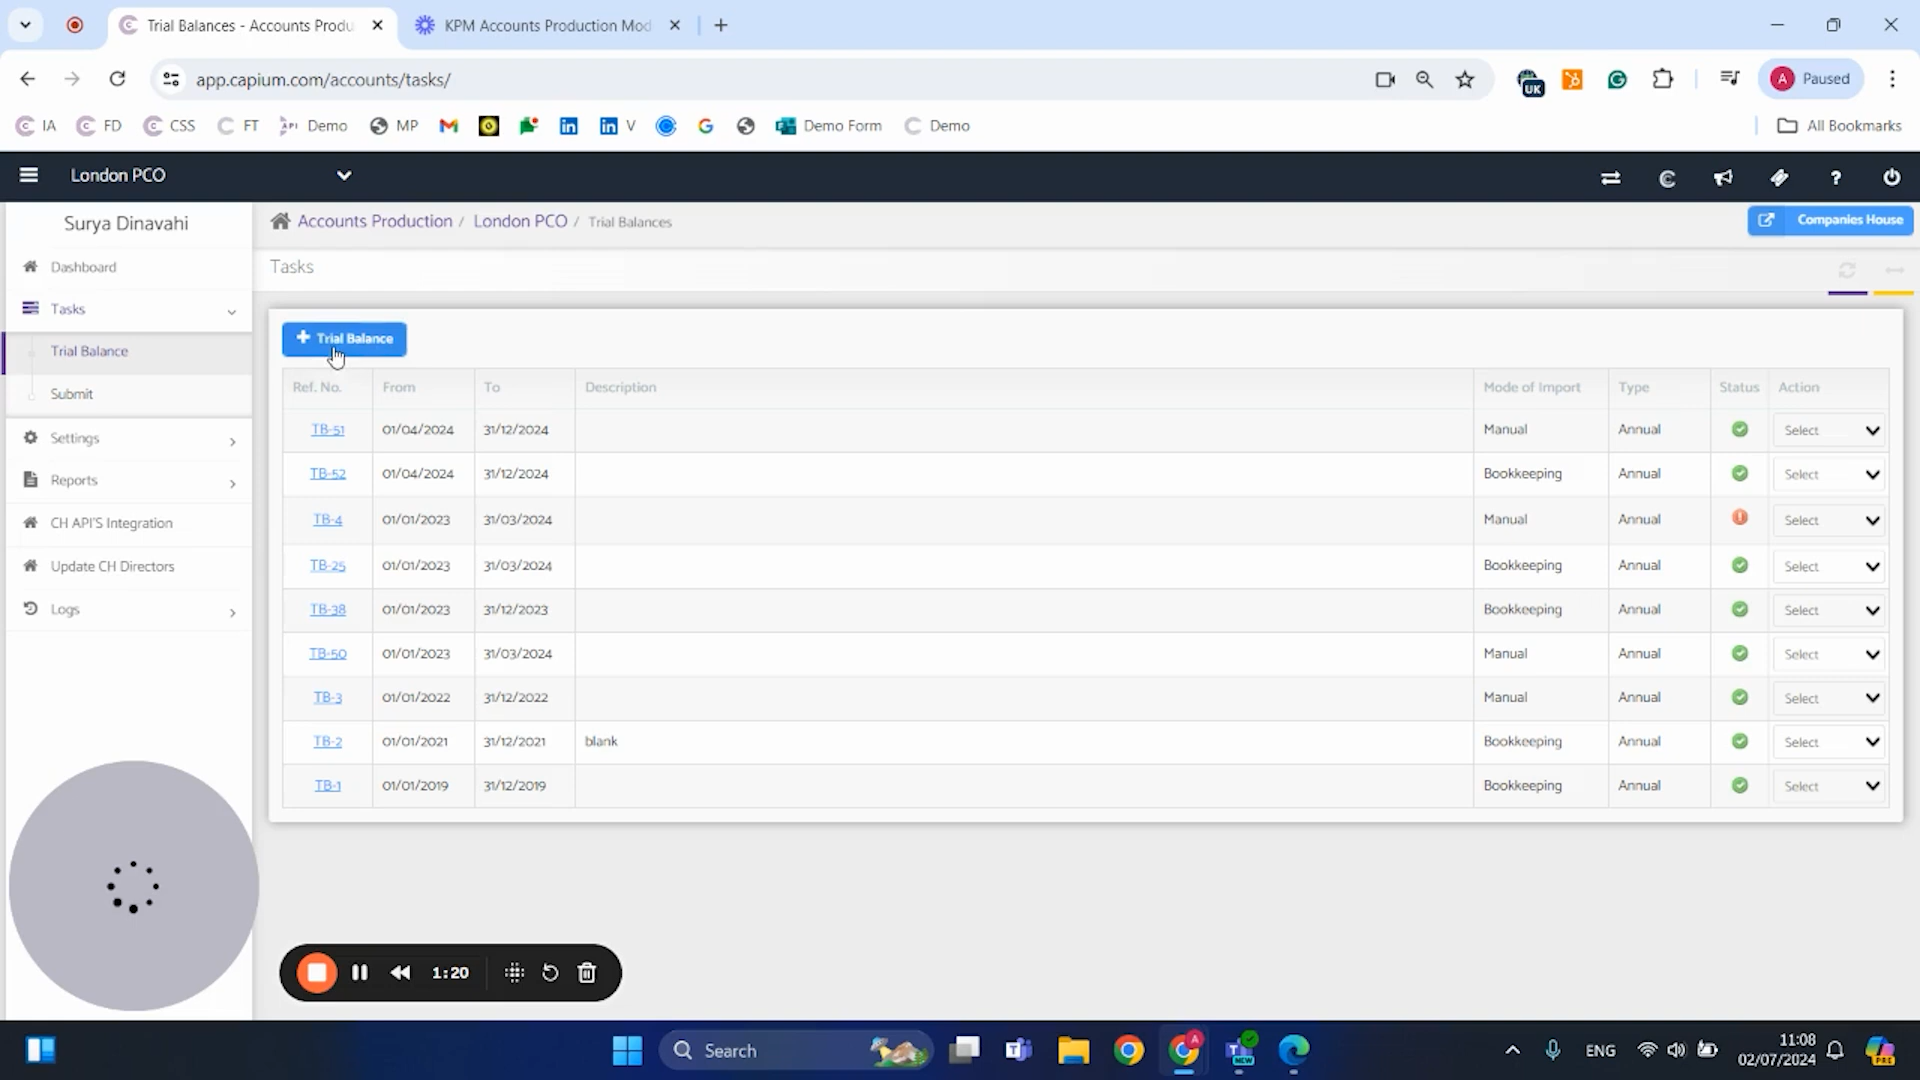 Trial Balances - Accounts Produ
KPM Accounts Production Mod
app.capium.com/accounts/tasks/
UK
A Paused
IA
FD
CSS
FT
API Demo
MP
V
Demo Form
Demo
All Bookmarks
London PCO
Surya Dinavahi
Accounts Production / London PCO / Trial Balances
Companies House
Dashboard
Tasks
Tasks
Trial Balance
Submit
Settings
Reports
CH API'S Integration
Update CH Directors
Logs
+ Trial Balance
Ref. No. From To Description Mode of Import Type Status Action
TB-51 01/04/2024 31/12/2024 Manual Annual Select
TB-52 01/04/2024 31/12/2024 Bookkeeping Annual Select
TB-4 01/01/2023 31/03/2024 Manual Annual Select
TB-25 01/01/2023 31/03/2024 Bookkeeping Annual Select
TB-38 01/01/2023 31/12/2023 Bookkeeping Annual Select
TB-50 01/01/2023 31/03/2024 Manual Annual Select
TB-3 01/01/2022 31/12/2022 Manual Annual Select
TB-2 01/01/2021 31/12/2021 blank Bookkeeping Annual Select
TB-1 01/01/2019 31/12/2019 Bookkeeping Annual Select
1:20
Search
NEW
A
ENG
11:08
02/07/2024
PRE